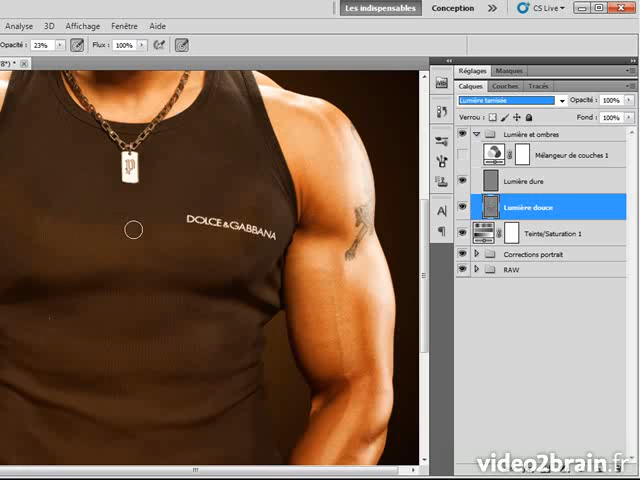 Les indispensables
Conception
CS Live
Analyse 3D Affichage Fenêtre Aide
Opacité : 23% Flux : 100%
Réglages Masques
Calques Couches Tracés
Lumière tamisée Opacité : 100%
Verrou : Fond : 100%
Lumière et ombres
Mélangeur de couches 1
Lumière dure
Lumière douce
Teinte/Saturation 1
Corrections portrait
RAW
DOLCE&GABBANA
P
video2brain.fr